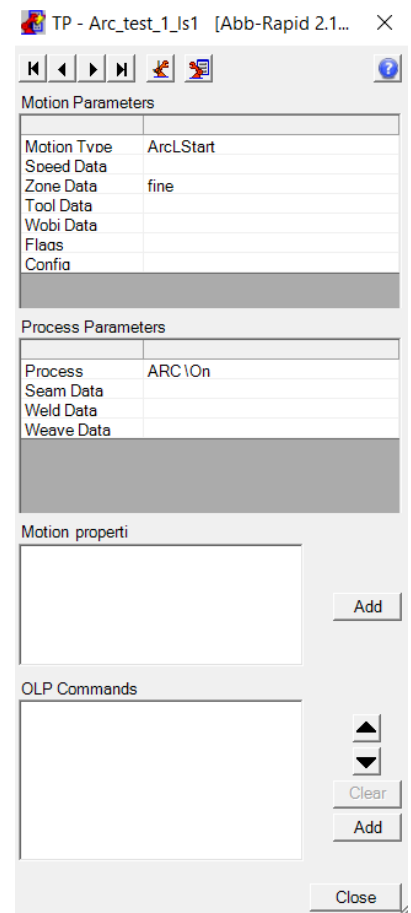 TP - Arc_test_1_ls1 [Abb-Rapid 2.1...
Motion Parameters
Motion Type ArcLStart
Speed Data
Zone Data fine
Tool Data
Wobj Data
Flags
Config
Process Parameters
Process ARC\On
Seam Data
Weld Data
Weave Data
Motion properti
Add
OLP Commands
Clear
Add
Close